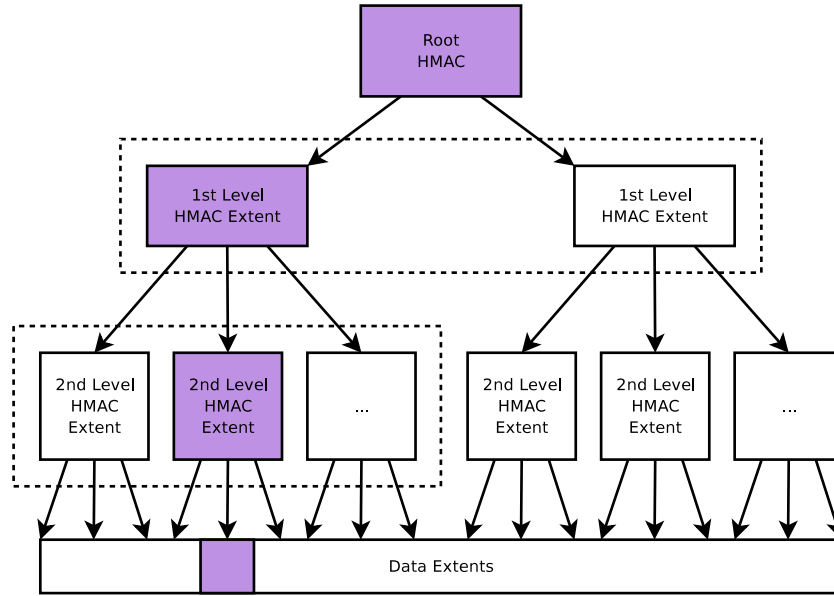 Root
HMAC
1st Level
HMAC Extent
1st Level
HMAC Extent
2nd Level
HMAC
Extent
2nd Level
HMAC
Extent
...
2nd Level
HMAC
Extent
2nd Level
HMAC
Extent
...
Data Extents